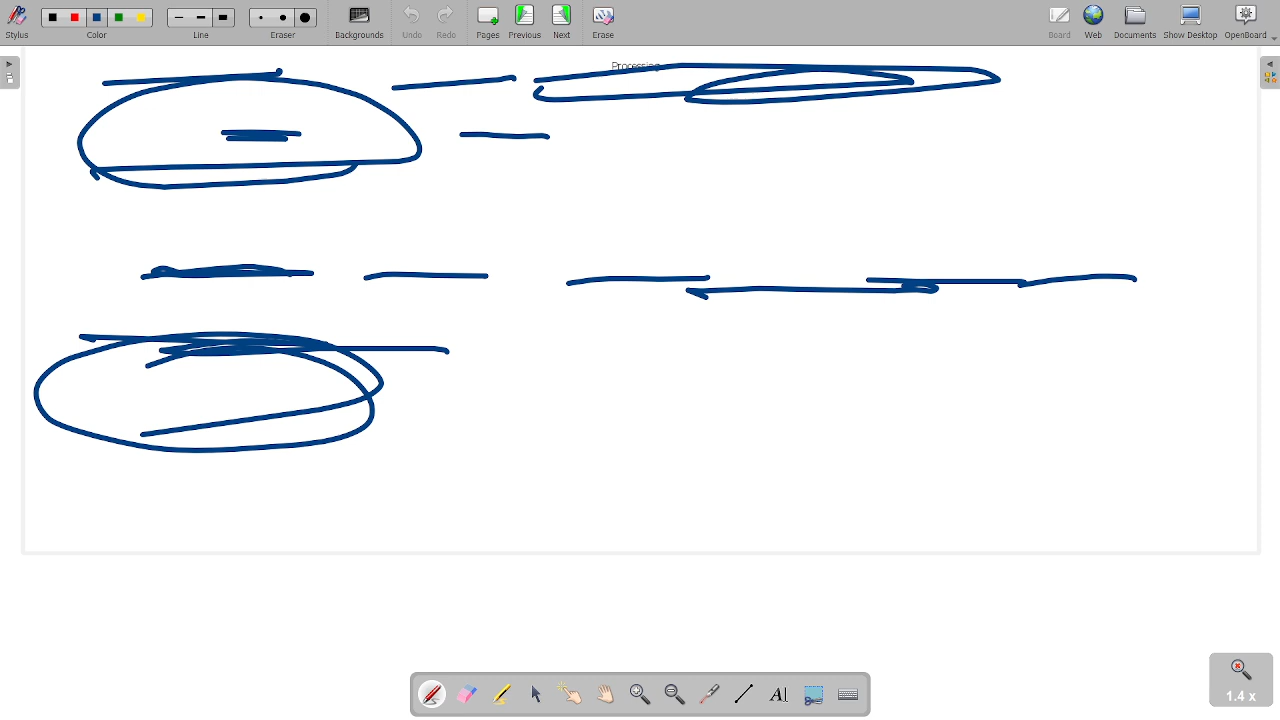 Stylus Color Line Eraser Backgrounds Undo Redo Pages Previous Next Erase Board Web Documents Show Desktop OpenBoard
Processing
1.4 x